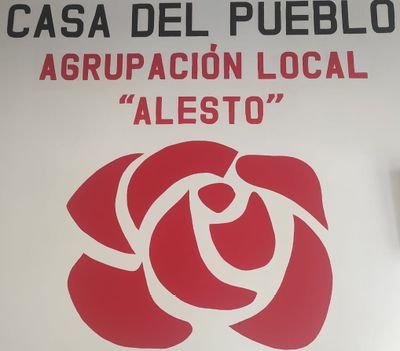 CASA DEL PUEBLO
AGRUPACIÓN LOCAL
“ALESTO”